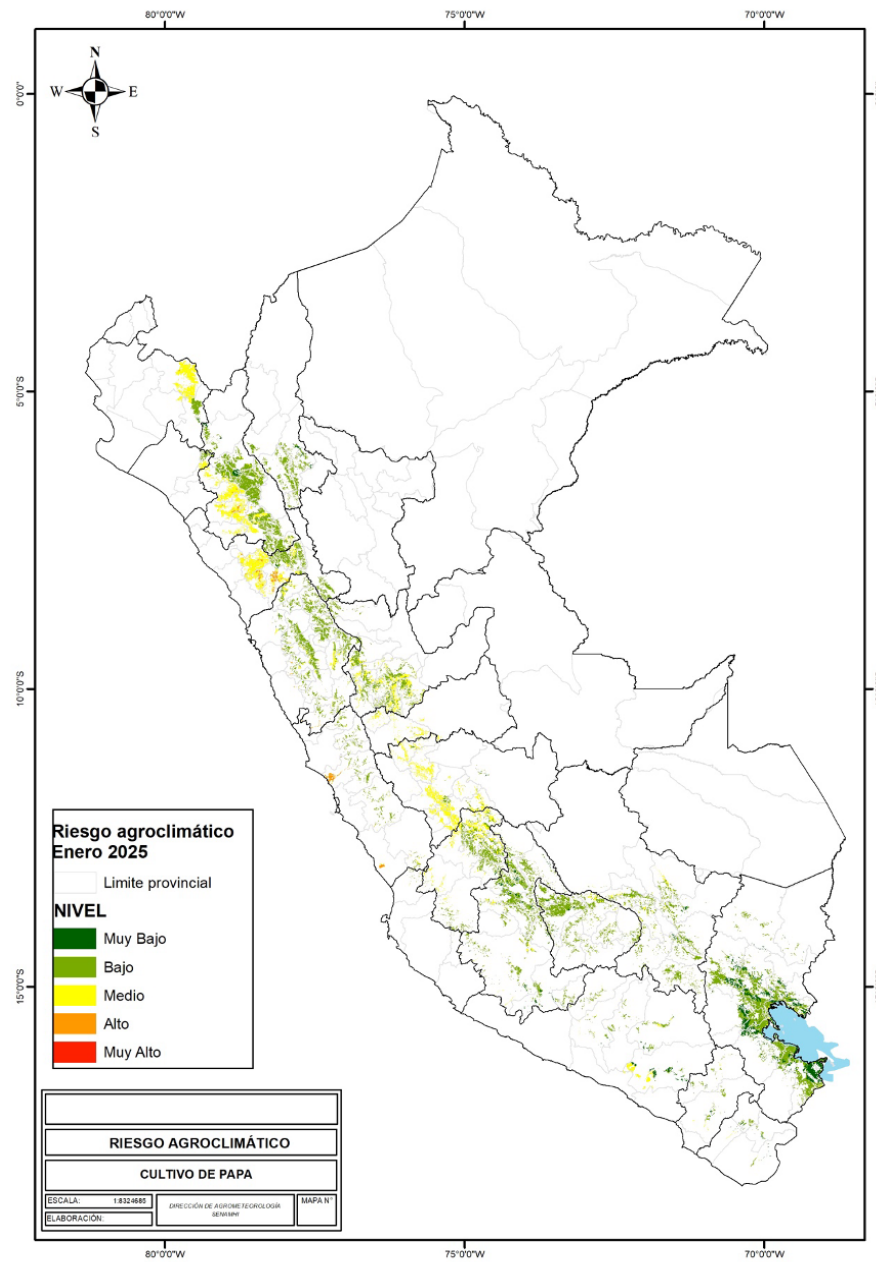 80°0'0"W 75°0'0"W 70°0'0"W
N
W E
S
0°0'0"
5°0'0"S
10°0'0"S
15°0'0"S
Riesgo agroclimático
Enero 2025
Limite provincial
NIVEL
Muy Bajo
Bajo
Medio
Alto
Muy Alto
RIESGO AGROCLIMÁTICO
CULTIVO DE PAPA
ESCALA: 1:8324685
DIRECCIÓN DE AGROMETEOROLOGÍA
SENAMHI
MAPA N°
ELABORACIÓN:
80°0'0"W 75°0'0"W 70°0'0"W